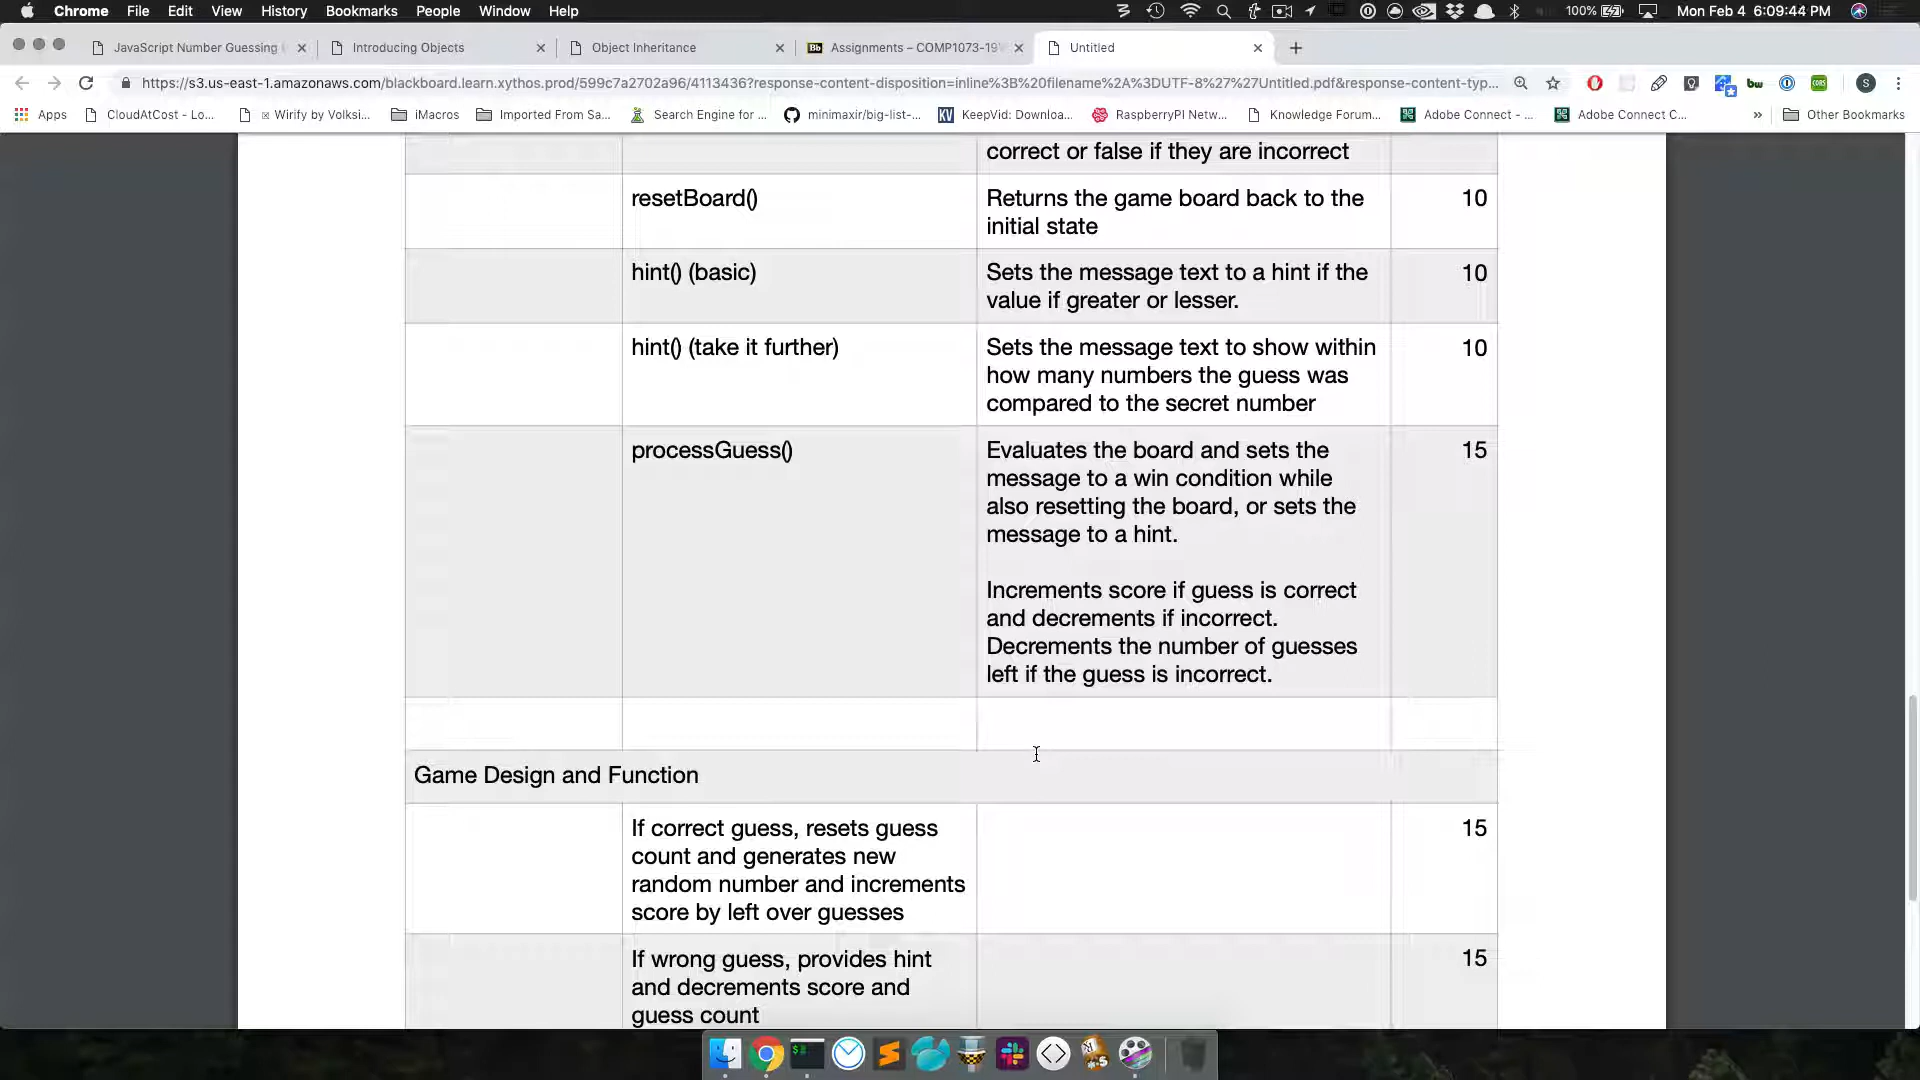 Chrome File Edit View History Bookmarks People Window Help 100% Mon Feb 4 6:09:44 PM
JavaScript Number Guessing
Introducing Objects
Object Inheritance
Bb Assignments – COMP1073-19
Untitled
https://s3.us-east-1.amazonaws.com/blackboard.learn.xythos.prod/599c7a2702a96/4113436?response-content-disposition=inline%3B%20filename%2A%3DUTF-8%27%27Untitled.pdf&response-content-typ...
Apps CloudAtCost - Lo... Wirify by Volksi... iMacros Imported From Sa... Search Engine for ... minimaxir/big-list-... KV KeepVid: Downloa... RaspberryPI Netw... Knowledge Forum... Adobe Connect - ... Adobe Connect C... » Other Bookmarks
correct or false if they are incorrect
resetBoard()
Returns the game board back to the
initial state
10
hint() (basic)
Sets the message text to a hint if the
value if greater or lesser.
10
hint() (take it further)
Sets the message text to show within
how many numbers the guess was
compared to the secret number
10
processGuess()
Evaluates the board and sets the
message to a win condition while
also resetting the board, or sets the
message to a hint.
Increments score if guess is correct
and decrements if incorrect.
Decrements the number of guesses
left if the guess is incorrect.
15
Game Design and Function
If correct guess, resets guess
count and generates new
random number and increments
score by left over guesses
15
If wrong guess, provides hint
and decrements score and
guess count
15